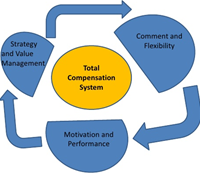 Strategy
and Value
Management
Comment and
Flexibility
Total
Compensation
System
Motivation and
Performance